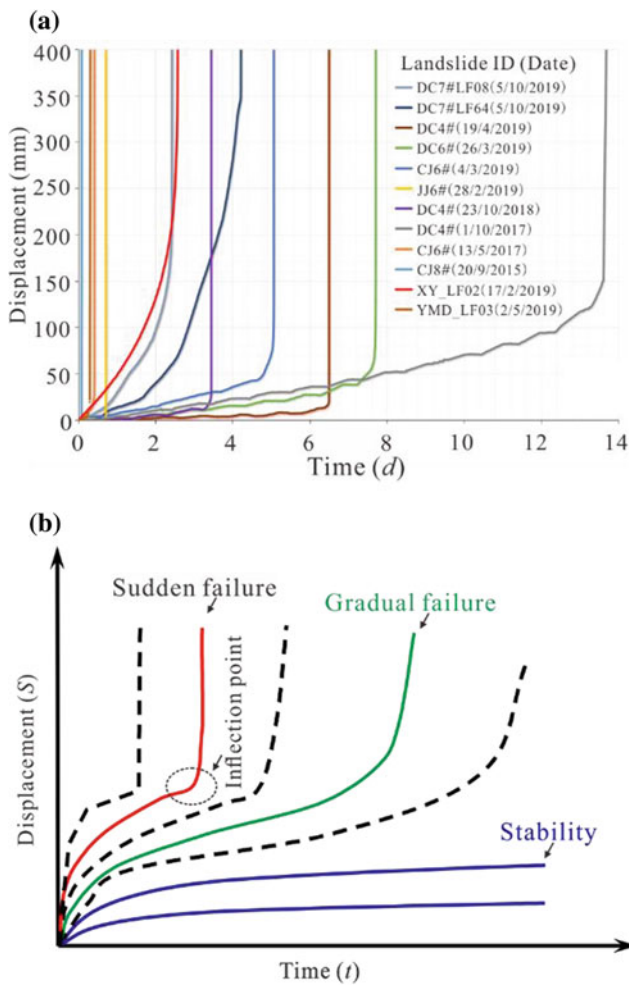 (a)
400
350
300
250
200
150
100
50
0
Displacement (mm)
0 2 4 6 8 10 12 14
Time (d)
Landslide ID (Date)
DC7#LF08(5/10/2019)
DC7#LF64(5/10/2019)
DC4#(19/4/2019)
DC6#(26/3/2019)
CJ6#(4/3/2019)
JJ6#(28/2/2019)
DC4#(23/10/2018)
DC4#(1/10/2017)
CJ6#(13/5/2017)
CJ8#(20/9/2015)
XY_LF02(17/2/2019)
YMD_LF03(2/5/2019)
(b)
Sudden failure
Gradual failure
Inflection point
Stability
Displacement (S)
Time (t)